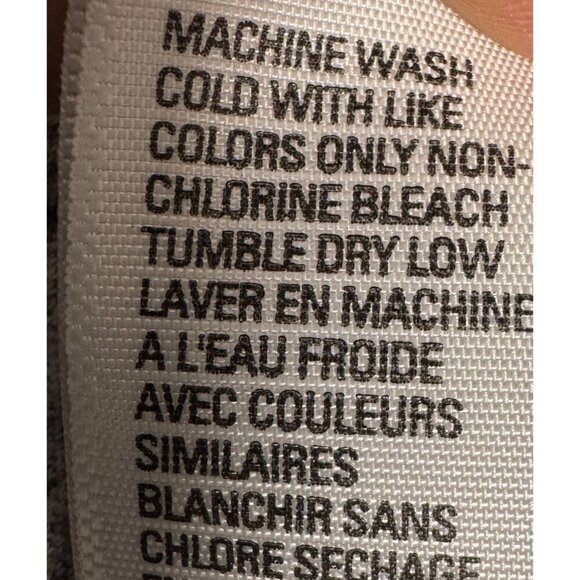 MACHINE WASH
COLD WITH LIKE
COLORS ONLY NON-
CHLORINE BLEACH
TUMBLE DRY LOW
LAVER EN MACHINE
A L'EAU FROIDE
AVEC COULEURS
SIMILAIRES
BLANCHIR SANS
CHLORE SECHAGE